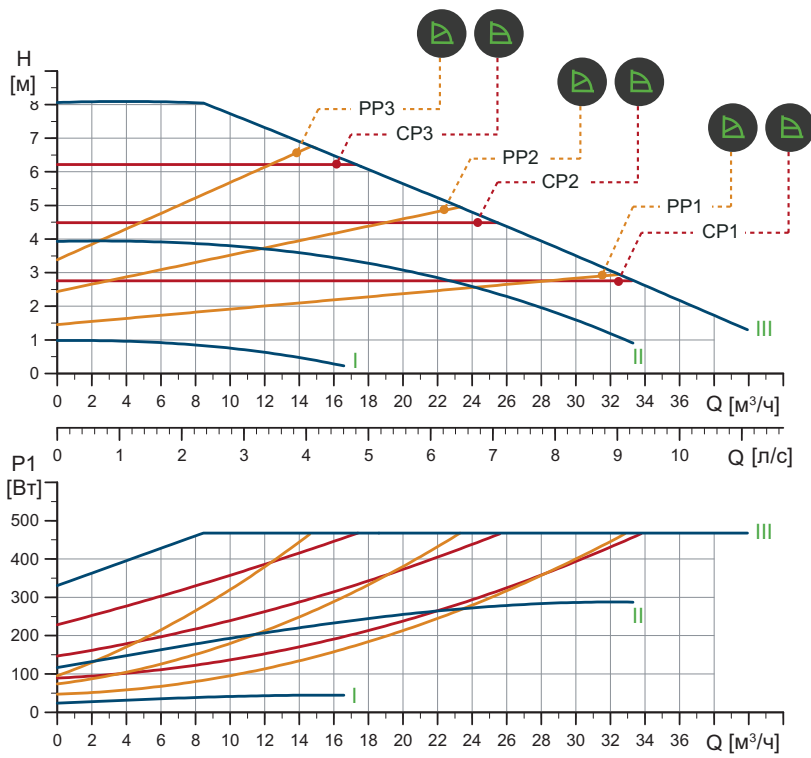 H
[м]
8
7
6
5
4
3
2
1
0
PP3
CP3
PP2
CP2
PP1
CP1
I
II
III
0 2 4 6 8 10 12 14 16 18 20 22 24 26 28 30 32 34 36 Q [м³/ч]
0 1 2 3 4 5 6 7 8 9 10 Q [л/с]
P1
[Вт]
500
400
300
200
100
0
III
II
I
0 2 4 6 8 10 12 14 16 18 20 22 24 26 28 30 32 34 36 Q [м³/ч]